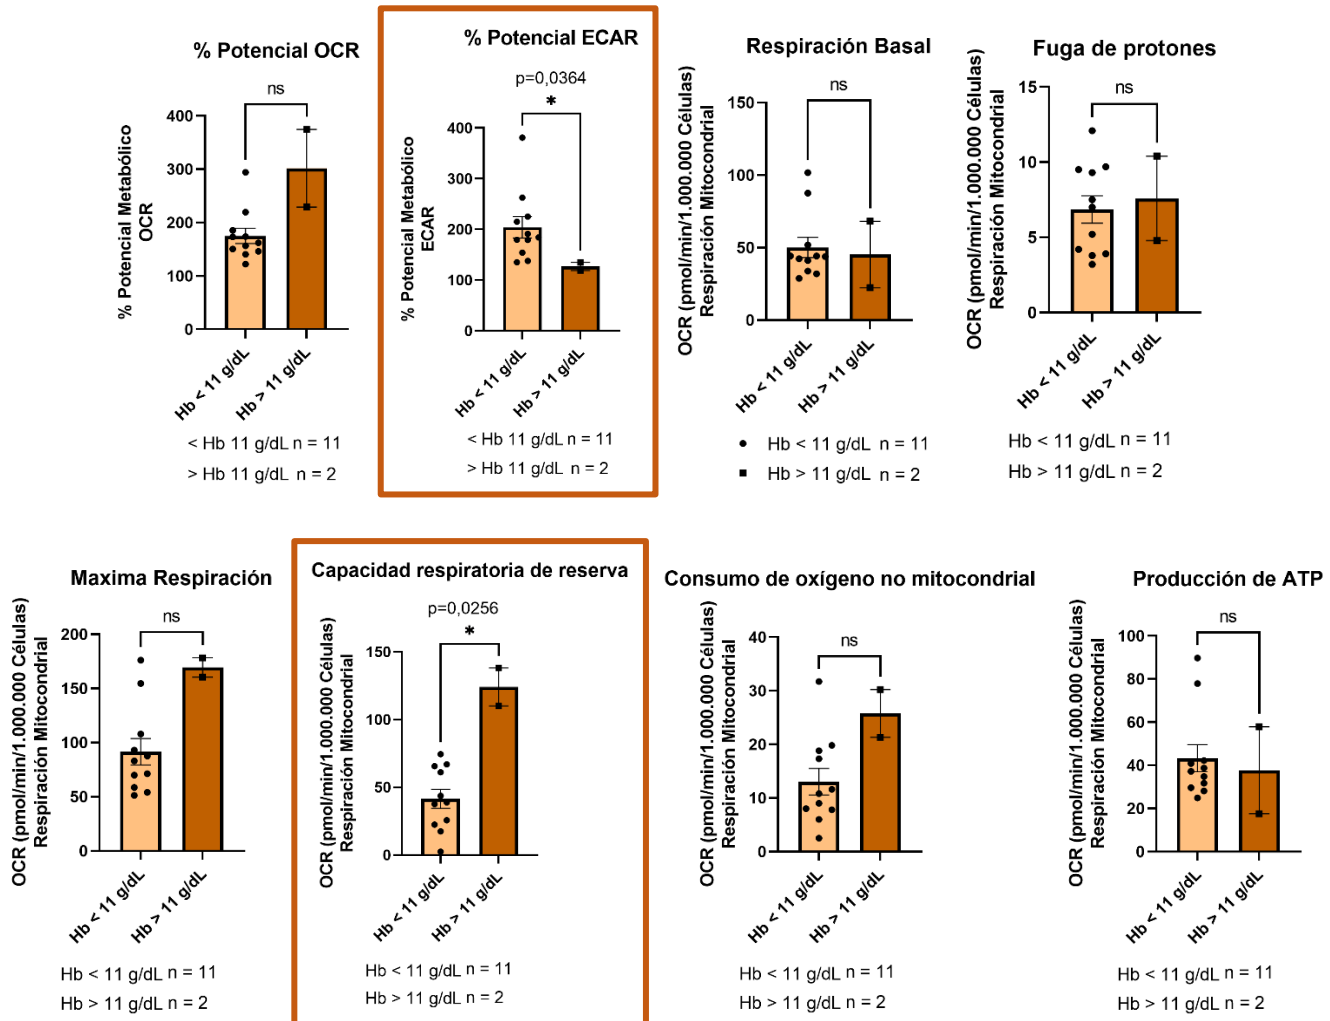 % Potencial OCR
ns
% Potencial Metabólico
OCR
400
300
200
100
0
Hb < 11 g/dL
Hb > 11 g/dL
< Hb 11 g/dL n = 11
> Hb 11 g/dL n = 2
% Potencial ECAR
p=0,0364
*
% Potencial Metabólico
ECAR
400
300
200
100
0
Hb < 11 g/dL
Hb > 11 g/dL
< Hb 11 g/dL n = 11
> Hb 11 g/dL n = 2
Respiración Basal
ns
OCR (pmol/min/1.000.000 Células)
Respiración Mitocondrial
150
100
50
0
Hb < 11 g/dL
Hb > 11 g/dL
Hb < 11 g/dL n = 11
Hb > 11 g/dL n = 2
Fuga de protones
ns
OCR (pmol/min/1.000.000 Células)
Respiración Mitocondrial
15
10
5
0
Hb < 11 g/dL
Hb > 11 g/dL
Hb < 11 g/dL n = 11
Hb > 11 g/dL n = 2
Maxima Respiración
ns
OCR (pmol/min/1.000.000 Células)
Respiración Mitocondrial
200
150
100
50
0
Hb < 11 g/dL
Hb > 11 g/dL
Hb < 11 g/dL n = 11
Hb > 11 g/dL n = 2
Capacidad respiratoria de reserva
p=0,0256
*
OCR (pmol/min/1.000.000 Células)
Respiración Mitocondrial
150
100
50
0
Hb < 11 g/dL
Hb > 11 g/dL
Hb < 11 g/dL n = 11
Hb > 11 g/dL n = 2
Consumo de oxígeno no mitocondrial
ns
OCR (pmol/min/1.000.000 Células)
Respiración Mitocondrial
40
30
20
10
0
Hb < 11 g/dL
Hb > 11 g/dL
Hb < 11 g/dL n = 11
Hb > 11 g/dL n = 2
Producción de ATP
ns
OCR (pmol/min/1.000.000 Células)
Respiración Mitocondrial
100
80
60
40
20
0
Hb < 11 g/dL
Hb > 11 g/dL
Hb < 11 g/dL n = 11
Hb > 11 g/dL n = 2